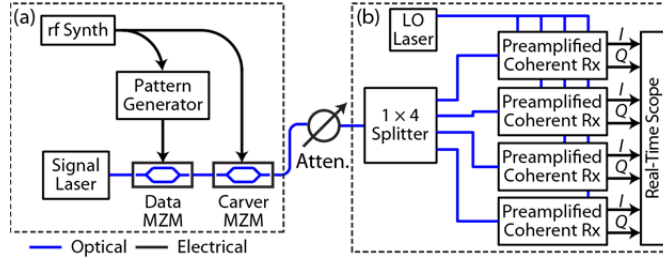 (a)
rf Synth
Pattern
Generator
Signal
Laser
Data
MZM
Carver
MZM
Optical
Electrical
Atten.
(b)
LO
Laser
1 × 4
Splitter
Preamplified
Coherent Rx
I
Q
Preamplified
Coherent Rx
I
Q
Preamplified
Coherent Rx
I
Q
Preamplified
Coherent Rx
I
Q
Real-Time Scope